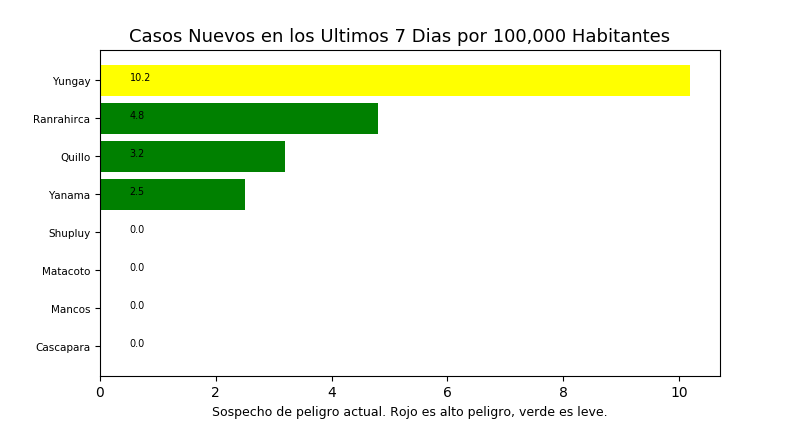 Casos Nuevos en los Ultimos 7 Dias por 100,000 Habitantes
Yungay 10.2
Ranrahirca 4.8
Quillo 3.2
Yanama 2.5
Shupluy 0.0
Matacoto 0.0
Mancos 0.0
Cascapara 0.0
0 2 4 6 8 10
Sospecho de peligro actual. Rojo es alto peligro, verde es leve.